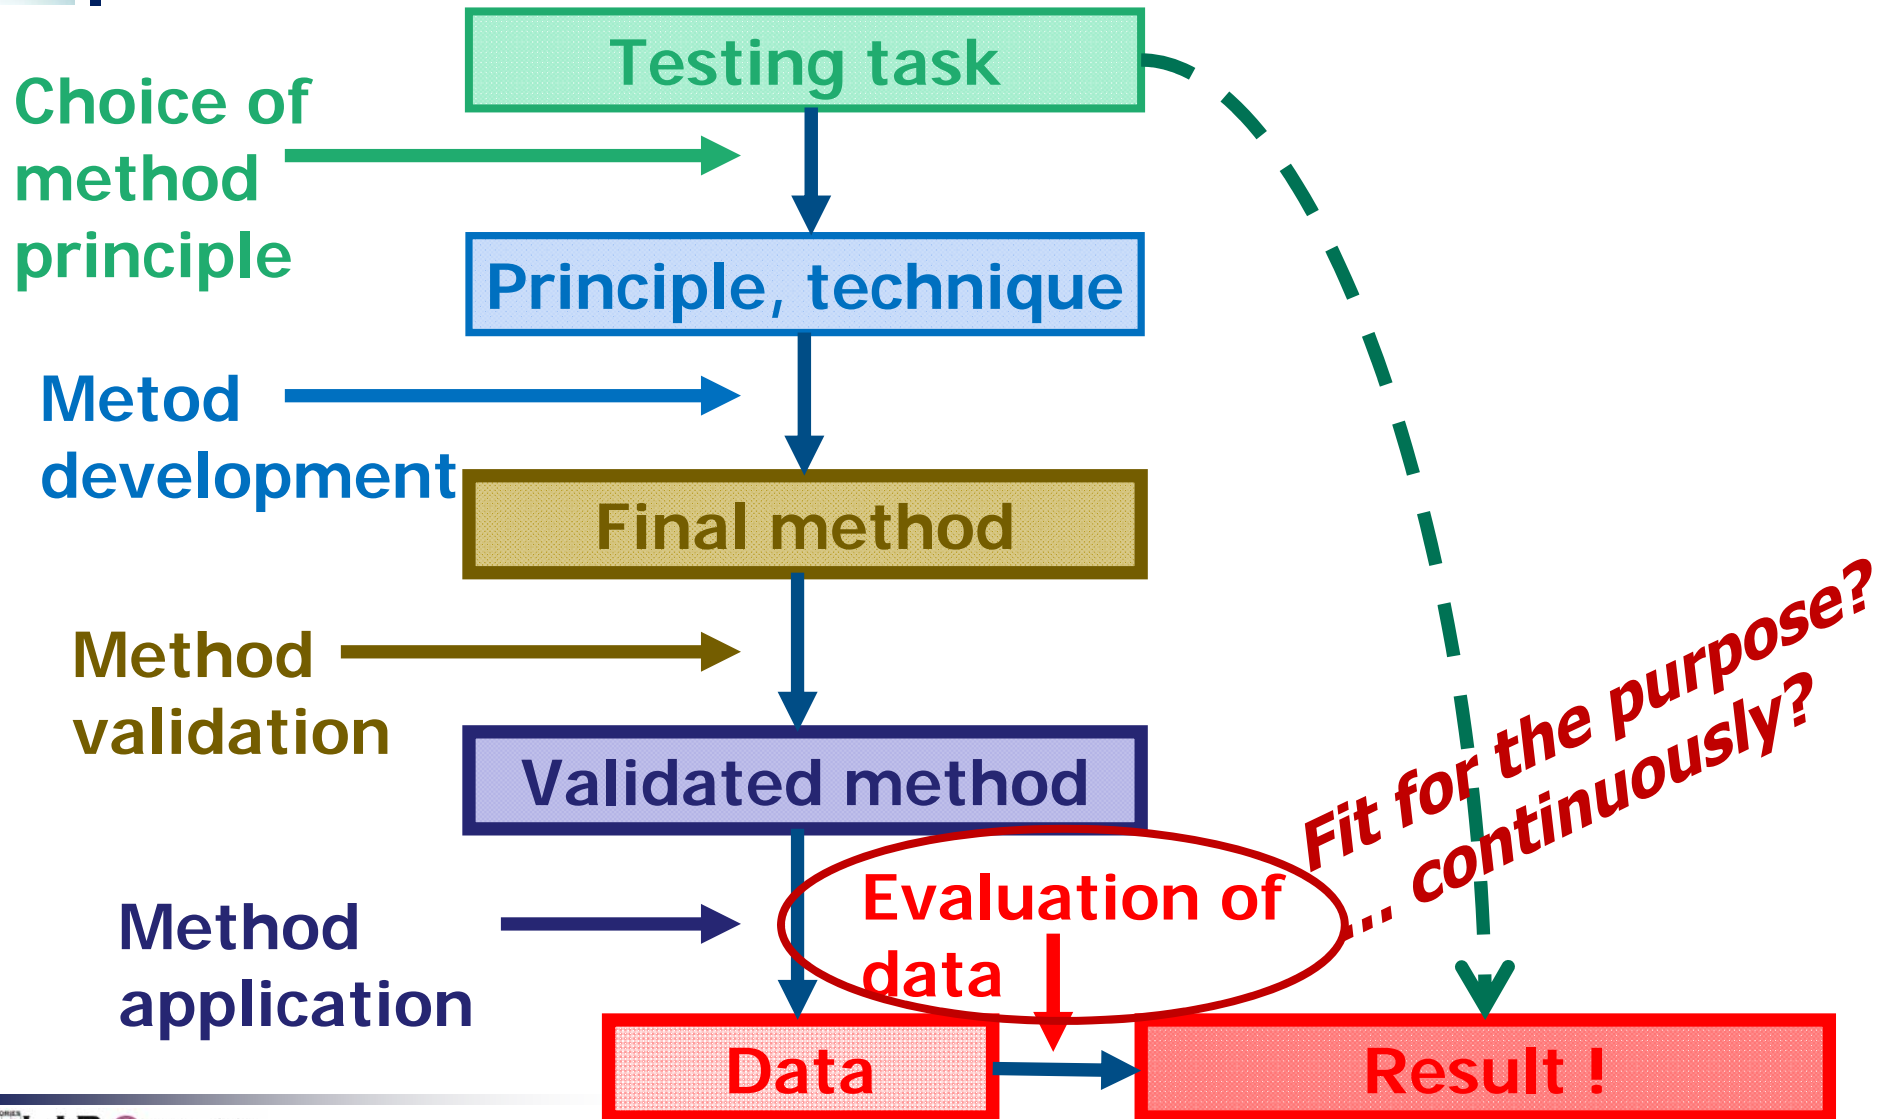 Testing task
Choice of
method
principle
Principle, technique
Metod
development
Final method
Method
validation
Validated method
Fit for the purpose?
... continuously?
Evaluation of
data
Method
application
Data
Result !